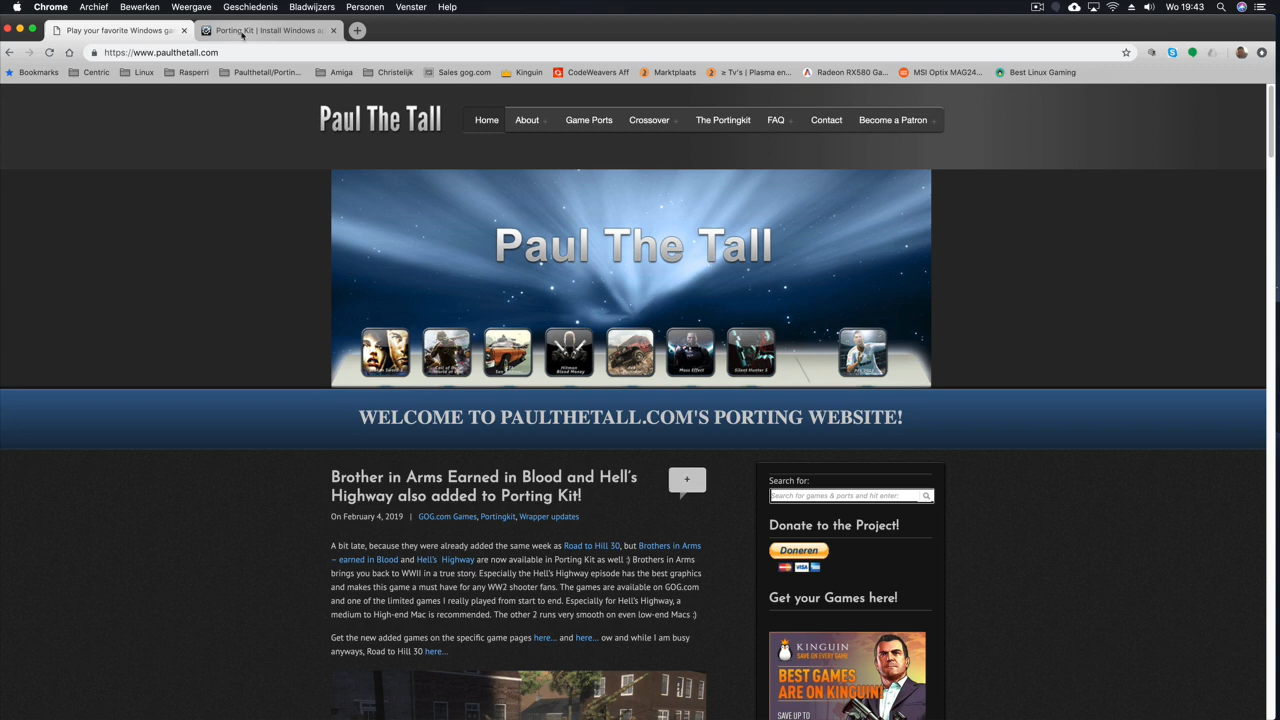 Chrome Archief Bewerken Weergave Geschiedenis Bladwijzers Personen Venster Help Wo 19:43
Play your favorite Windows ga Porting Kit | Install Windows a
https://www.paulthetall.com
Bookmarks Centric Linux Rasperri Paulthetall/Portin... Amiga Christelijk Sales gog.com Kinguin CodeWeavers Aff Marktplaats ≥ Tv's | Plasma en... Radeon RX580 Ga... MSI Optix MAG24... Best Linux Gaming
Paul The Tall Home About Game Ports Crossover The Portingkit FAQ Contact Become a Patron
Paul The Tall
Hitman Blood Money
Mass Effect
Silent Hunter 5
WELCOME TO PAULTHETALL.COM'S PORTING WEBSITE!
Brother in Arms Earned in Blood and Hell's
Highway also added to Porting Kit!
+
On February 4, 2019 | GOG.com Games, Portingkit, Wrapper updates
A bit late, because they were already added the same week as Road to Hill 30, but Brothers in Arms
– earned in Blood and Hell's Highway are now available in Porting Kit as well :) Brothers in Arms
brings you back to WWII in a true story. Especially the Hell's Highway episode has the best graphics
and makes this game a must have for any WW2 shooter fans. The games are available on GOG.com
and one of the limited games I really played from start to end. Especially for Hell's Highway, a
medium to High-end Mac is recommended. The other 2 runs very smooth on even low-end Macs :)
Get the new added games on the specific game pages here... and here... ow and while I am busy
anyways, Road to Hill 30 here...
Search for:
Search for games & ports and hit enter:
Donate to the Project!
Doneren
VISA
Get your Games here!
KINGUIN
SAVE ON EVERY GAME
BEST GAMES
ARE ON KINGUIN!
SAVE UP TO